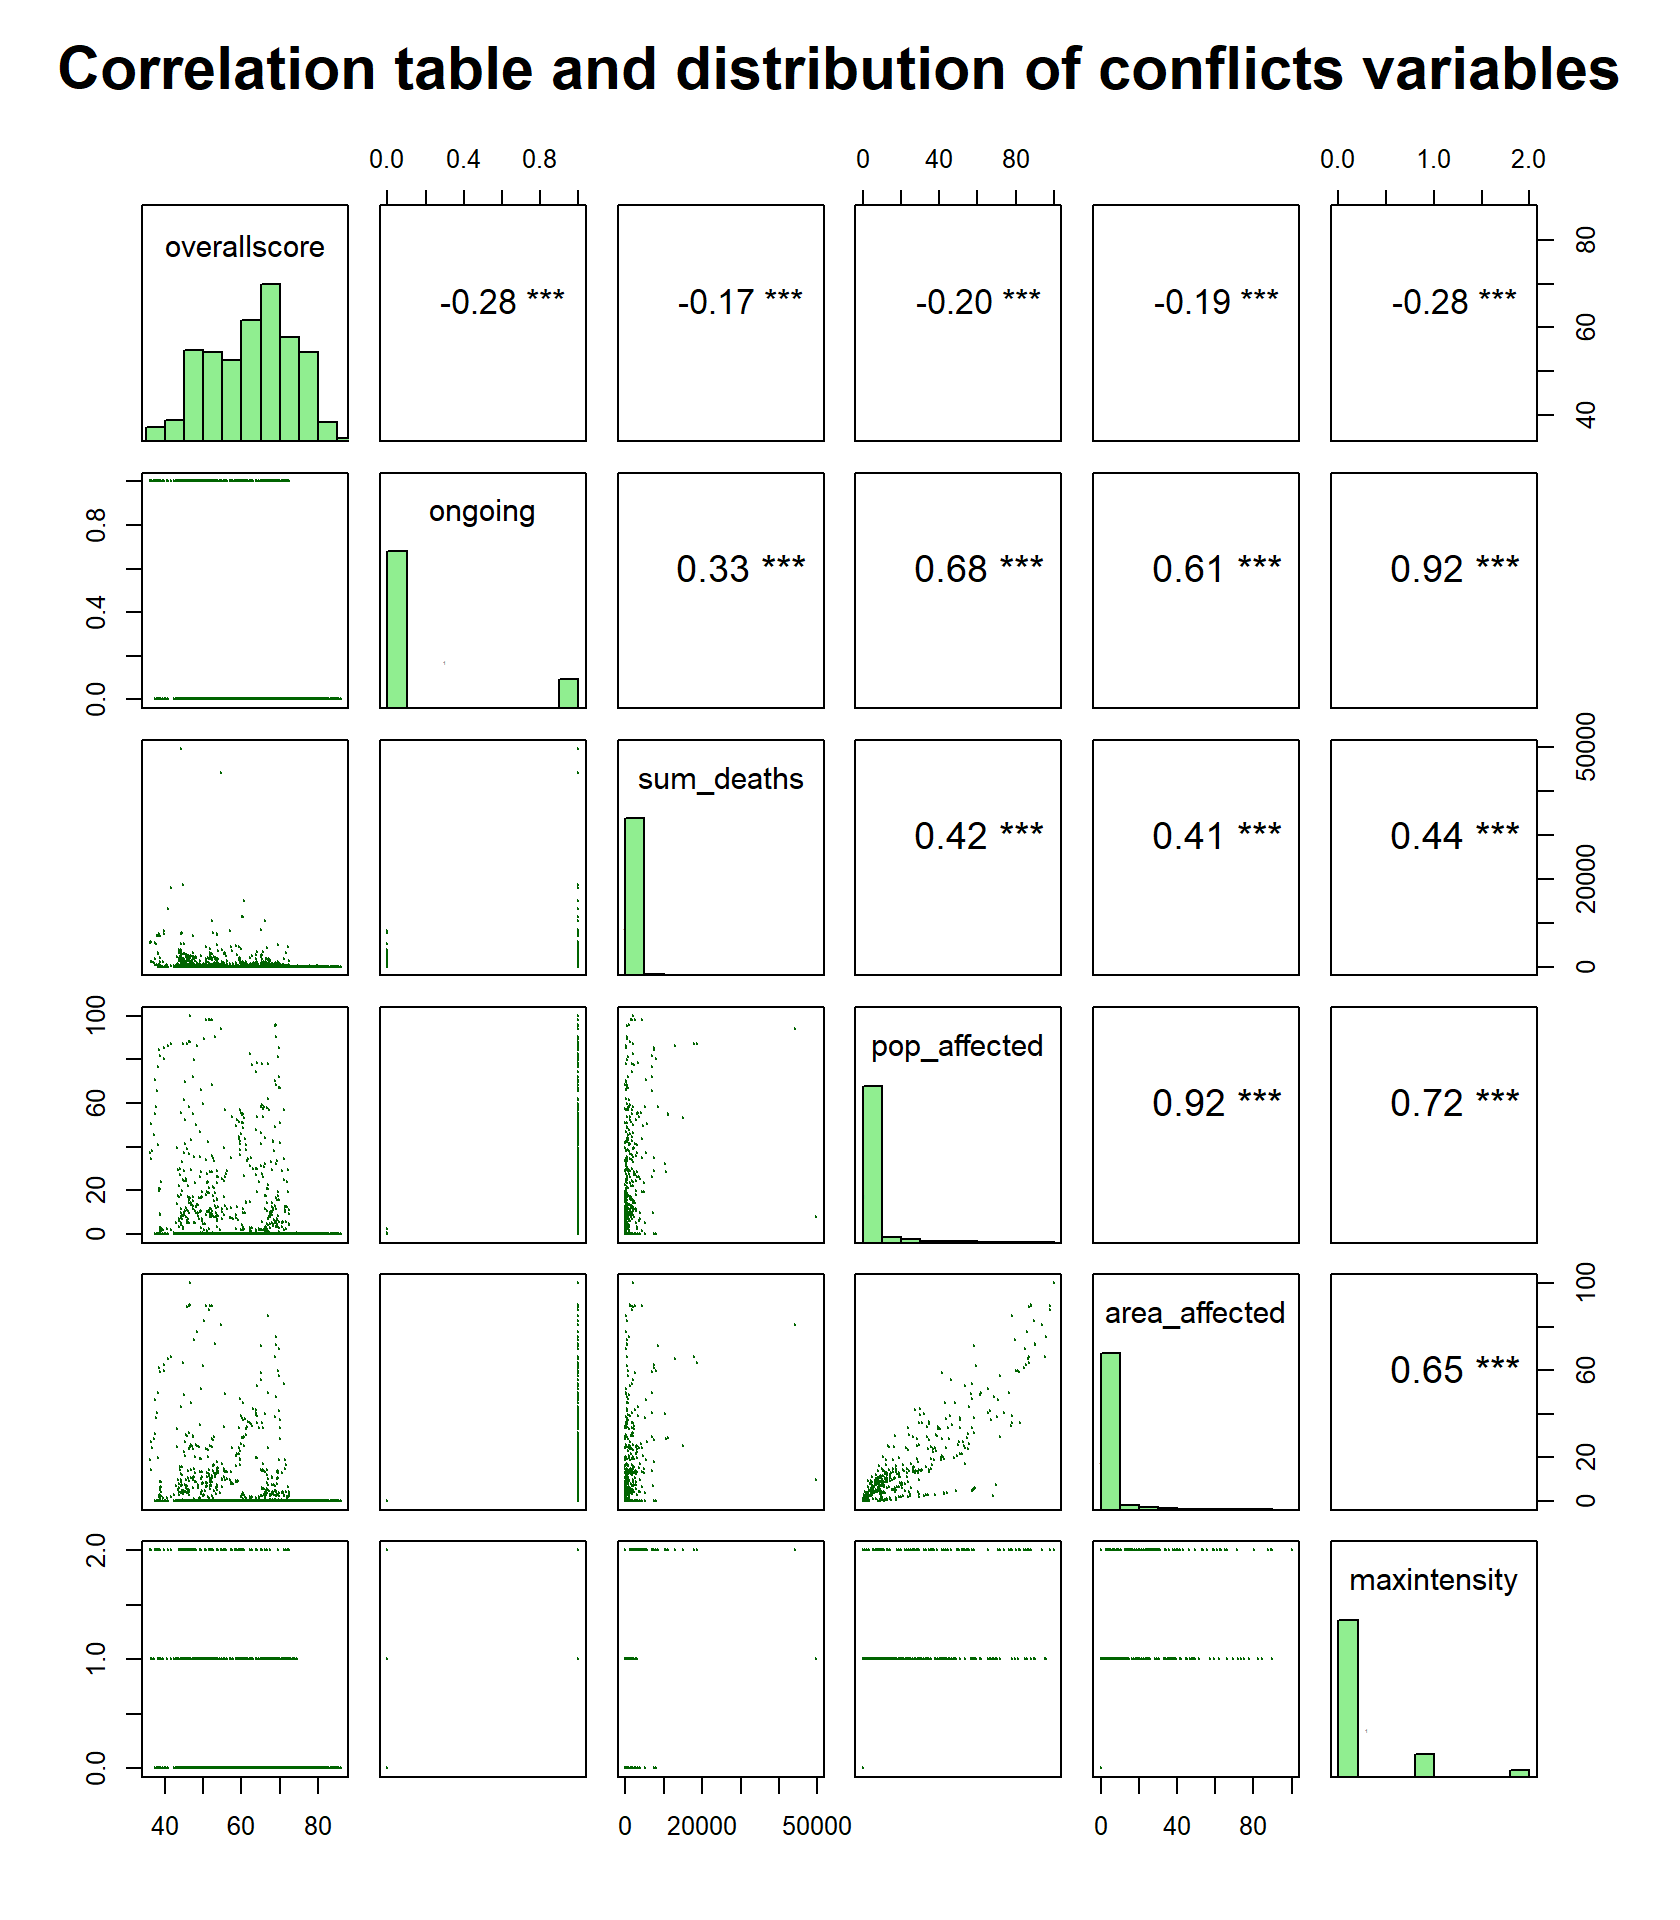 Correlation table and distribution of conflicts variables
0.0 0.4 0.8 0 40 80 0.0 1.0 2.0
overallscore -0.28 *** -0.17 *** -0.20 *** -0.19 *** -0.28 *** 40 60 80
0.0 0.4 0.8 ongoing 0.33 *** 0.68 *** 0.61 *** 0.92 ***
sum_deaths 0.42 *** 0.41 *** 0.44 *** 0 20000 50000
0 20 60 100 pop_affected 0.92 *** 0.72 ***
area_affected 0.65 *** 0 20 60 100
0.0 1.0 2.0 maxintensity
40 60 80 0 20000 50000 0 40 80